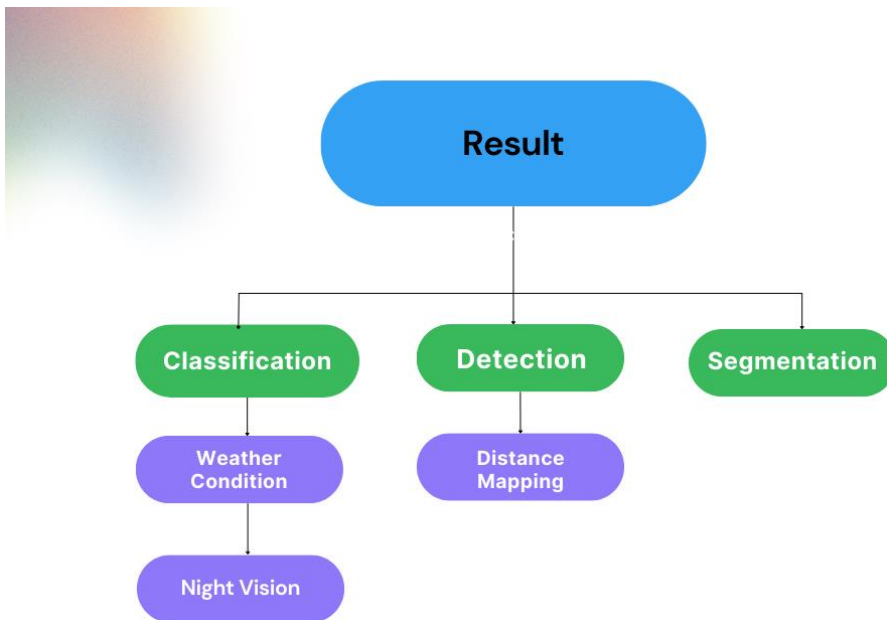 Result
Classification
Detection
Segmentation
Weather
Condition
Distance
Mapping
Night Vision